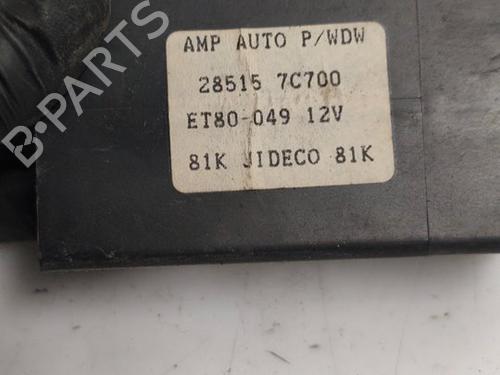 AMP AUTO P/WDW
28515 7C700
ET80-049 12V
81K JIDECO 81K
B-PARTS